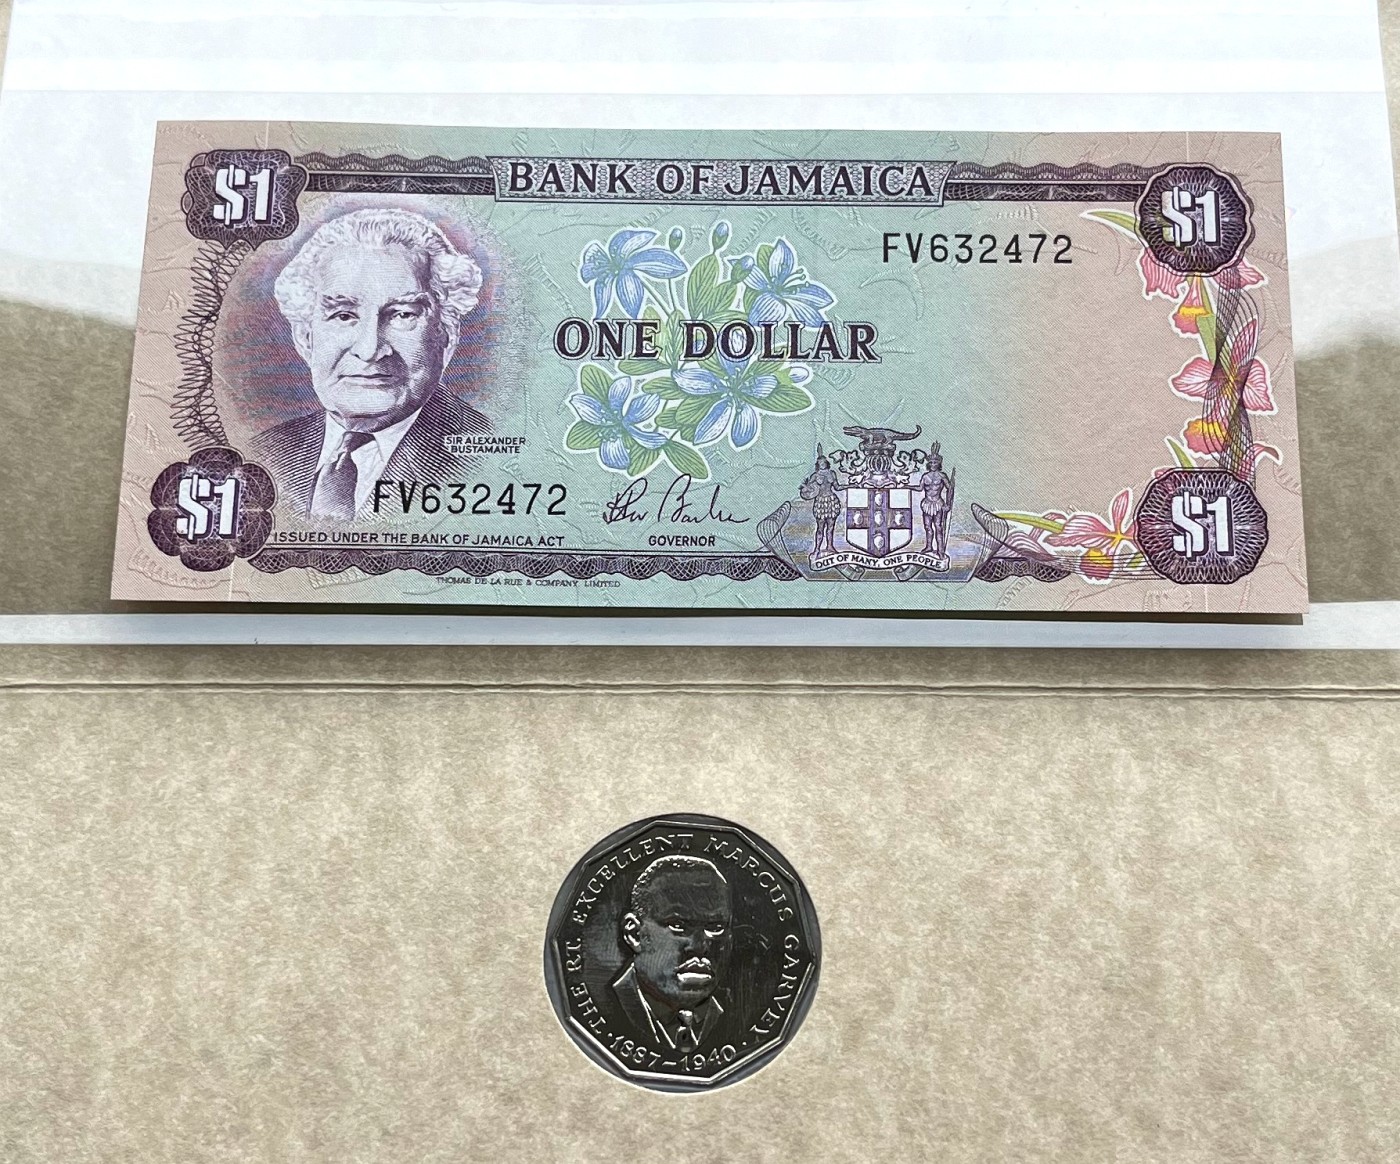 $1
BANK OF JAMAICA
$1
FV632472
ONE DOLLAR
SIR ALEXANDER
BUSTAMANTE
FV632472
$1
ISSUED UNDER THE BANK OF JAMAICA ACT
GOVERNOR
OUT OF MANY, ONE PEOPLE
$1
THOMAS DE LA RUE & COMPANY, LIMITED
THE RT. EXCELLENT MARCUS GARVEY
·1887–1940·